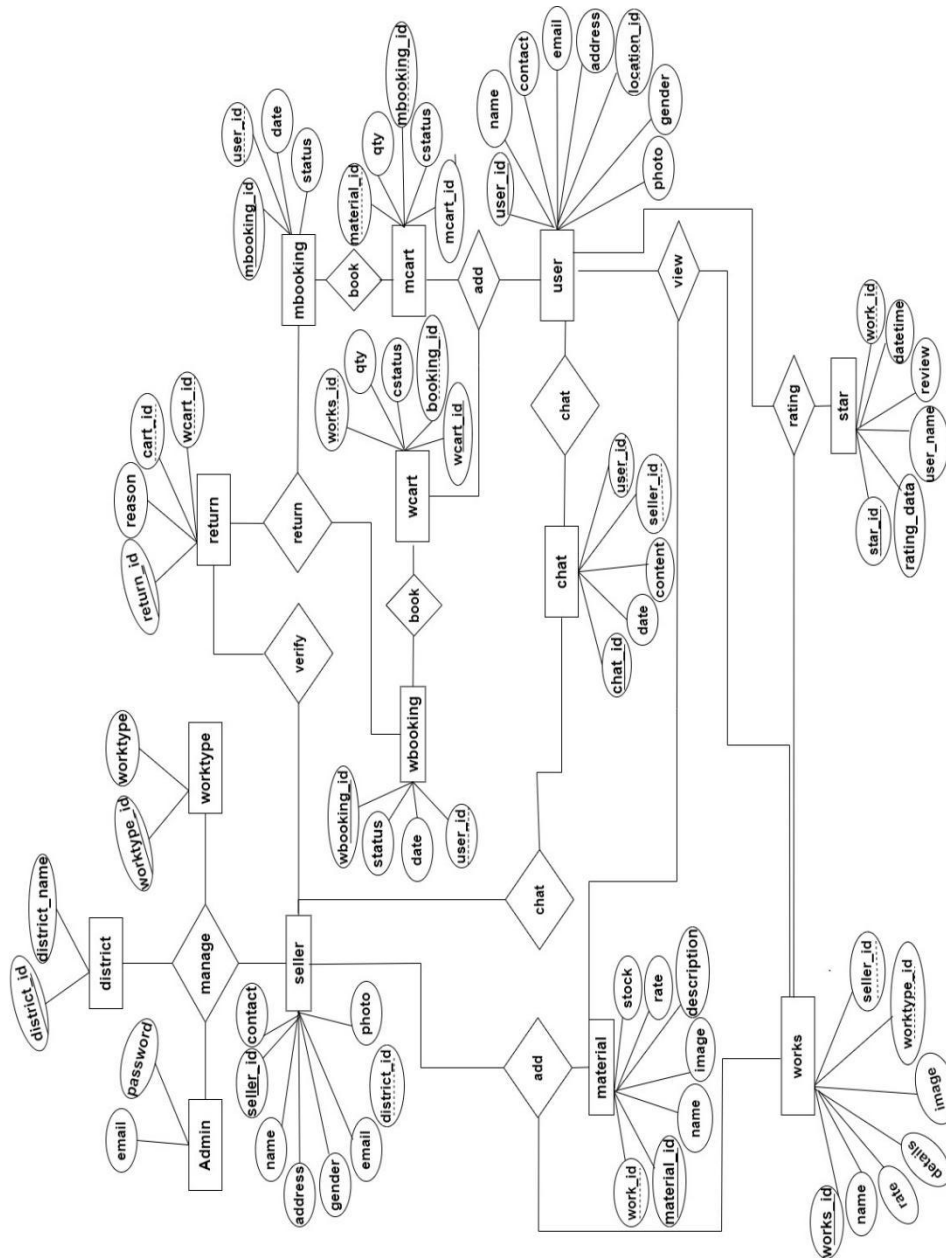 email
password
Admin
district_id
district_name
district
manage
worktype_id
worktype
worktype
seller_id
contact
name
address
gender
email
district_id
photo
seller
verify
return_id
reason
cart_id
wcart_id
return
return
mbooking_id
user_id
date
status
mbooking
book
material_id
qty
mbooking_id
cstatus
mcart_id
mcart
add
works_id
qty
cstatus
booking_id
wcart_id
wcart
book
wbooking_id
status
date
user_id
wbooking
user_id
name
contact
email
address
location_id
gender
photo
user
chat
user_id
seller_id
content
date
chat_id
chat
chat
view
add
stock
rate
description
image
name
material_id
work_id
material
works_id
name
rate
details
image
worktype_id
seller_id
works
rating
star_id
rating_data
user_name
review
datetime
work_id
star